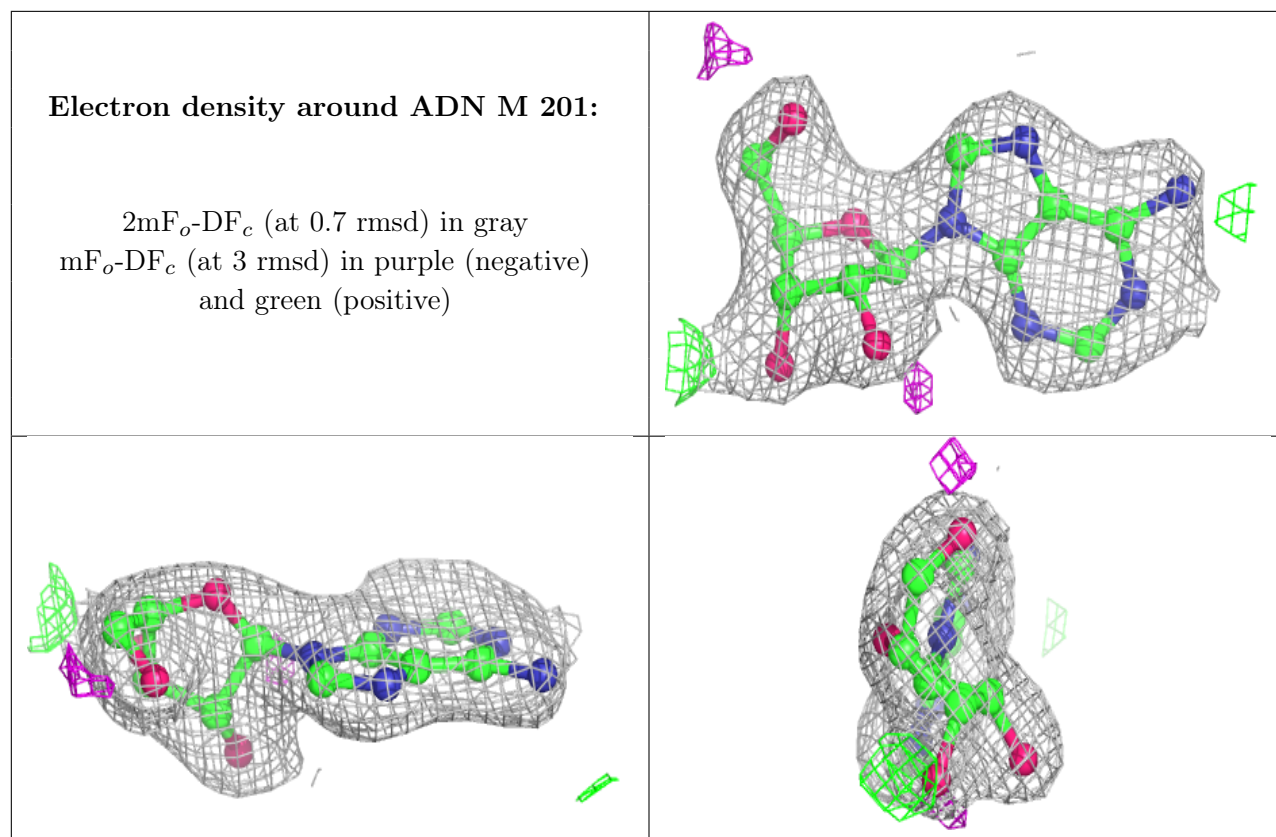 Electron density around ADN M 201:
2mFₒ-DF𝒸 (at 0.7 rmsd) in gray
mFₒ-DF𝒸 (at 3 rmsd) in purple (negative)
and green (positive)